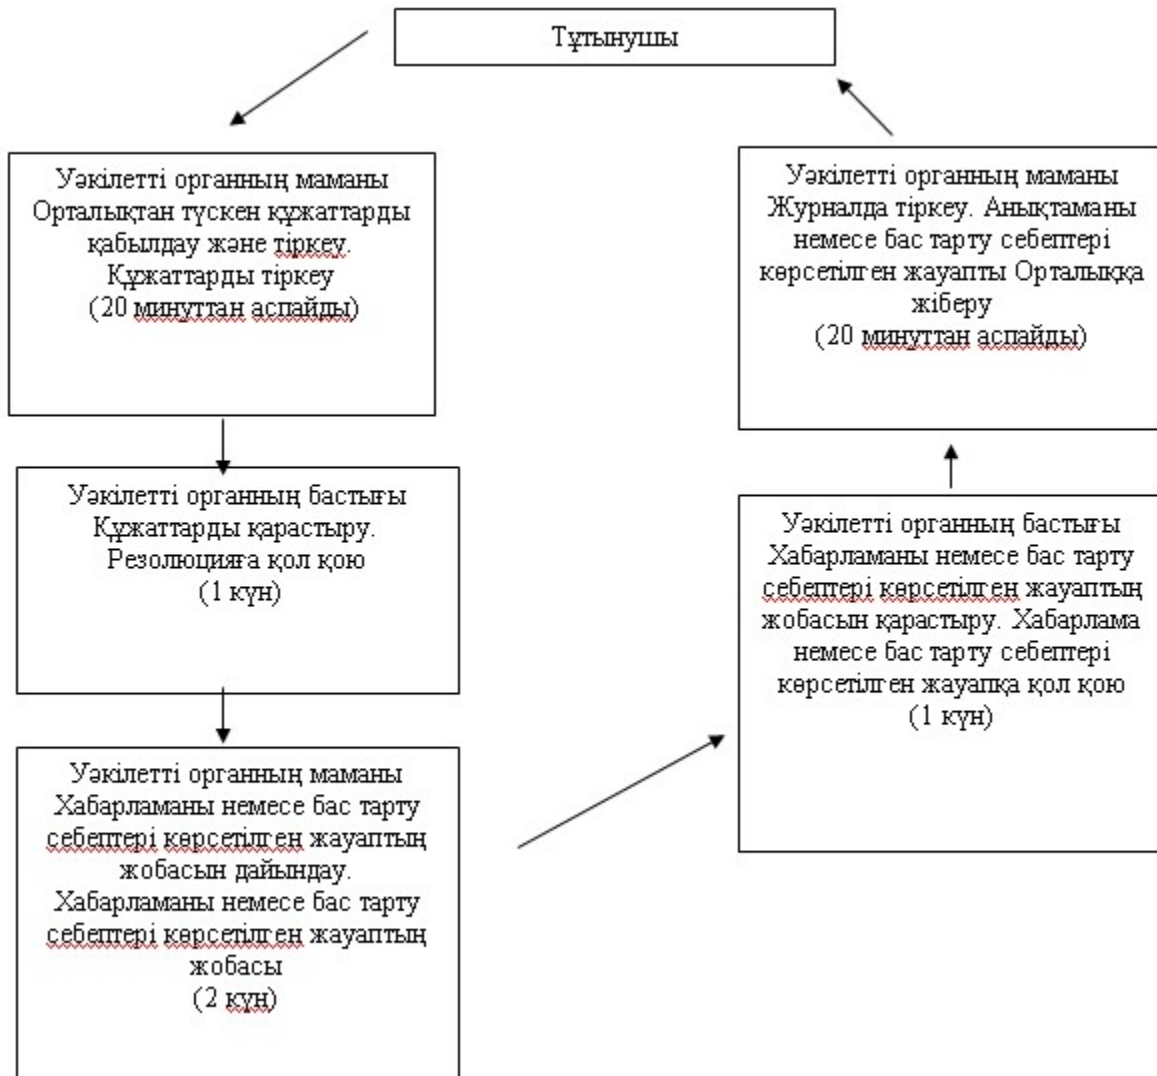 Тұтынушы
Уәкілетті органның маманы
Орталықтан түскен құжаттарды
қабылдау және тіркеу.
Құжаттарды тіркеу
(20 минуттан аспайды)
Уәкілетті органның бастығы
Құжаттарды қарастыру.
Резолюцияға қол қою
(1 күн)
Уәкілетті органның маманы
Хабарламаны немесе бас тарту
себептері көрсетілген жауаптың
жобасын дайындау.
Хабарламаны немесе бас тарту
себептері көрсетілген жауаптың
жобасы
(2 күн)
Уәкілетті органның бастығы
Хабарламаны немесе бас тарту
себептері көрсетілген жауаптың
жобасын қарастыру. Хабарлама
немесе бас тарту себептері
көрсетілген жауапқа қол қою
(1 күн)
Уәкілетті органның маманы
Журналда тіркеу. Анықтаманы
немесе бас тарту себептері
көрсетілген жауапты Орталыққа
жіберу
(20 минуттан аспайды)